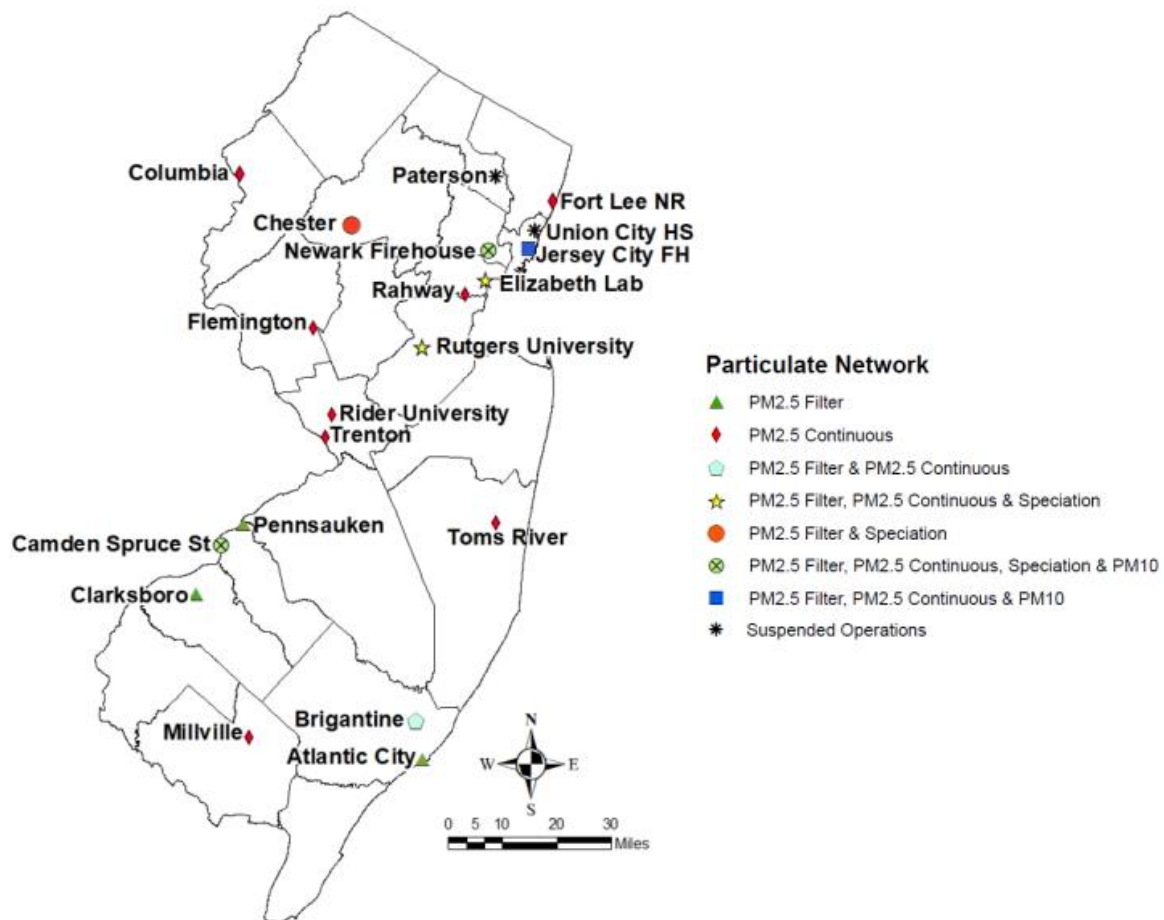 Columbia
Paterson
Fort Lee NR
Chester
Union City HS
Newark Firehouse
Jersey City FH
Elizabeth Lab
Rahway
Flemington
Rutgers University
Rider University
Trenton
Pennsauken
Toms River
Camden Spruce St
Clarksboro
Brigantine
Millville
Atlantic City
Particulate Network
PM2.5 Filter
PM2.5 Continuous
PM2.5 Filter & PM2.5 Continuous
PM2.5 Filter, PM2.5 Continuous & Speciation
PM2.5 Filter & Speciation
PM2.5 Filter, PM2.5 Continuous, Speciation & PM10
PM2.5 Filter, PM2.5 Continuous & PM10
Suspended Operations
N
W E
S
0 5 10 20 30
Miles